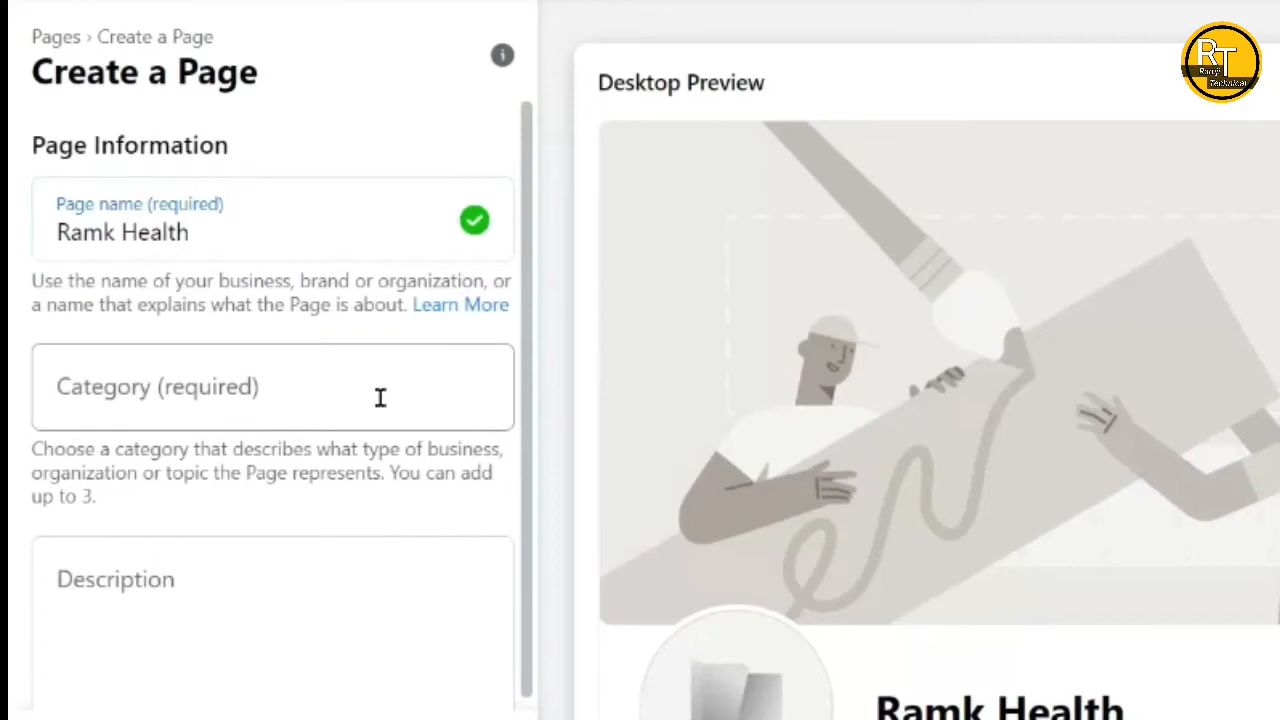 Pages › Create a Page
Create a Page
Page Information
Page name (required)
Ramk Health
Use the name of your business, brand or organization, or
a name that explains what the Page is about. Learn More
Category (required)
Choose a category that describes what type of business,
organization or topic the Page represents. You can add
up to 3.
Description
Desktop Preview
RT
Ramji
Technical
Ramk Health